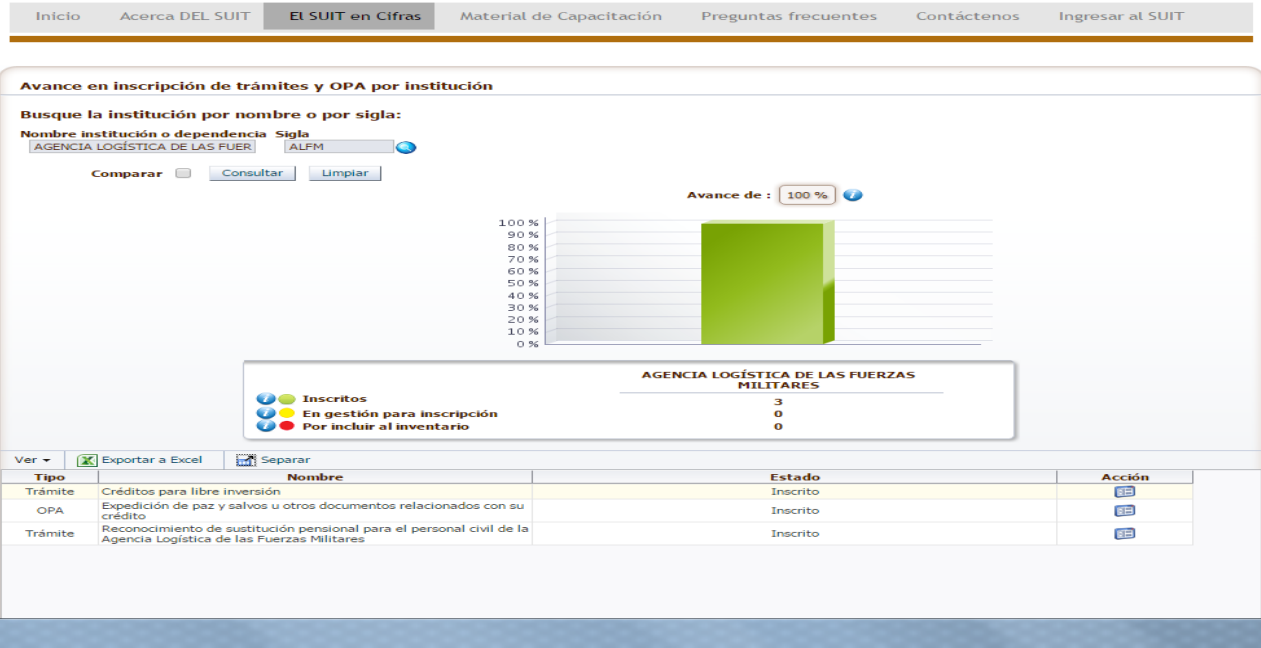 Inicio Acerca DEL SUIT El SUIT en Cifras Material de Capacitación Preguntas frecuentes Contáctenos Ingresar al SUIT
Avance en inscripción de trámites y OPA por institución
Busque la institución por nombre o por sigla:
Nombre institución o dependencia Sigla
AGENCIA LOGÍSTICA DE LAS FUER ALFM
Comparar Consultar Limpiar
Avance de : 100 %
100 %
90 %
80 %
70 %
60 %
50 %
40 %
30 %
20 %
10 %
0 %
AGENCIA LOGÍSTICA DE LAS FUERZAS
MILITARES
Inscritos 3
En gestión para inscripción 0
Por incluir al inventario 0
Ver Exportar a Excel Separar
Tipo Nombre Estado Acción
Trámite Créditos para libre inversión Inscrito
OPA Expedición de paz y salvos u otros documentos relacionados con su
crédito Inscrito
Trámite Reconocimiento de sustitución pensional para el personal civil de la
Agencia Logística de las Fuerzas Militares Inscrito